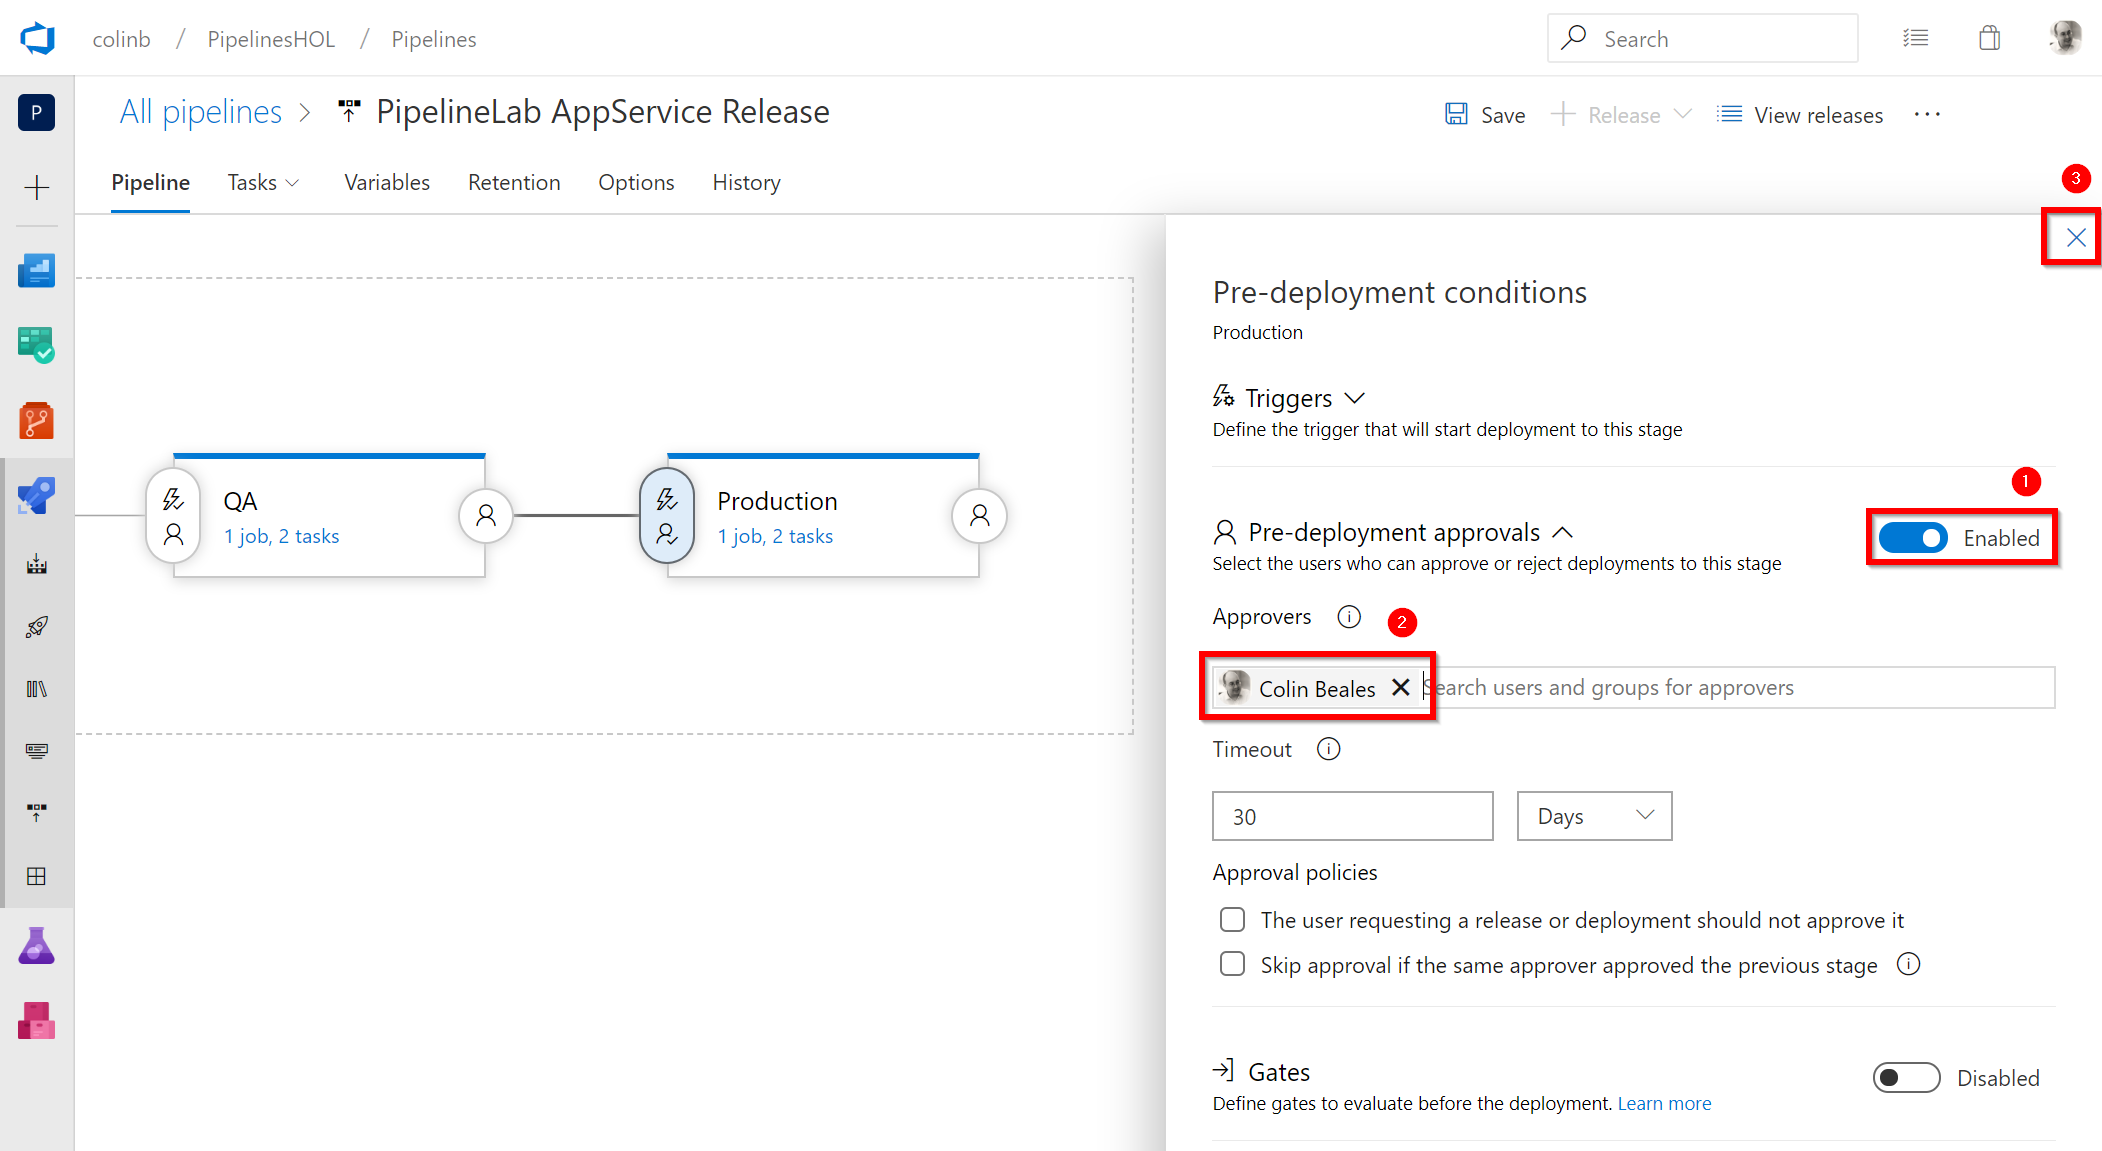 colinb / PipelinesHOL / Pipelines
Search
P
All pipelines > PipelineLab AppService Release
Save
Release
View releases
...
Pipeline
Tasks
Variables
Retention
Options
History
3
QA
1 job, 2 tasks
Production
1 job, 2 tasks
Pre-deployment conditions
Production
Triggers
Define the trigger that will start deployment to this stage
1
Pre-deployment approvals
Enabled
Select the users who can approve or reject deployments to this stage
Approvers
2
Colin Beales
Search users and groups for approvers
Timeout
30
Days
Approval policies
The user requesting a release or deployment should not approve it
Skip approval if the same approver approved the previous stage
Gates
Disabled
Define gates to evaluate before the deployment. Learn more